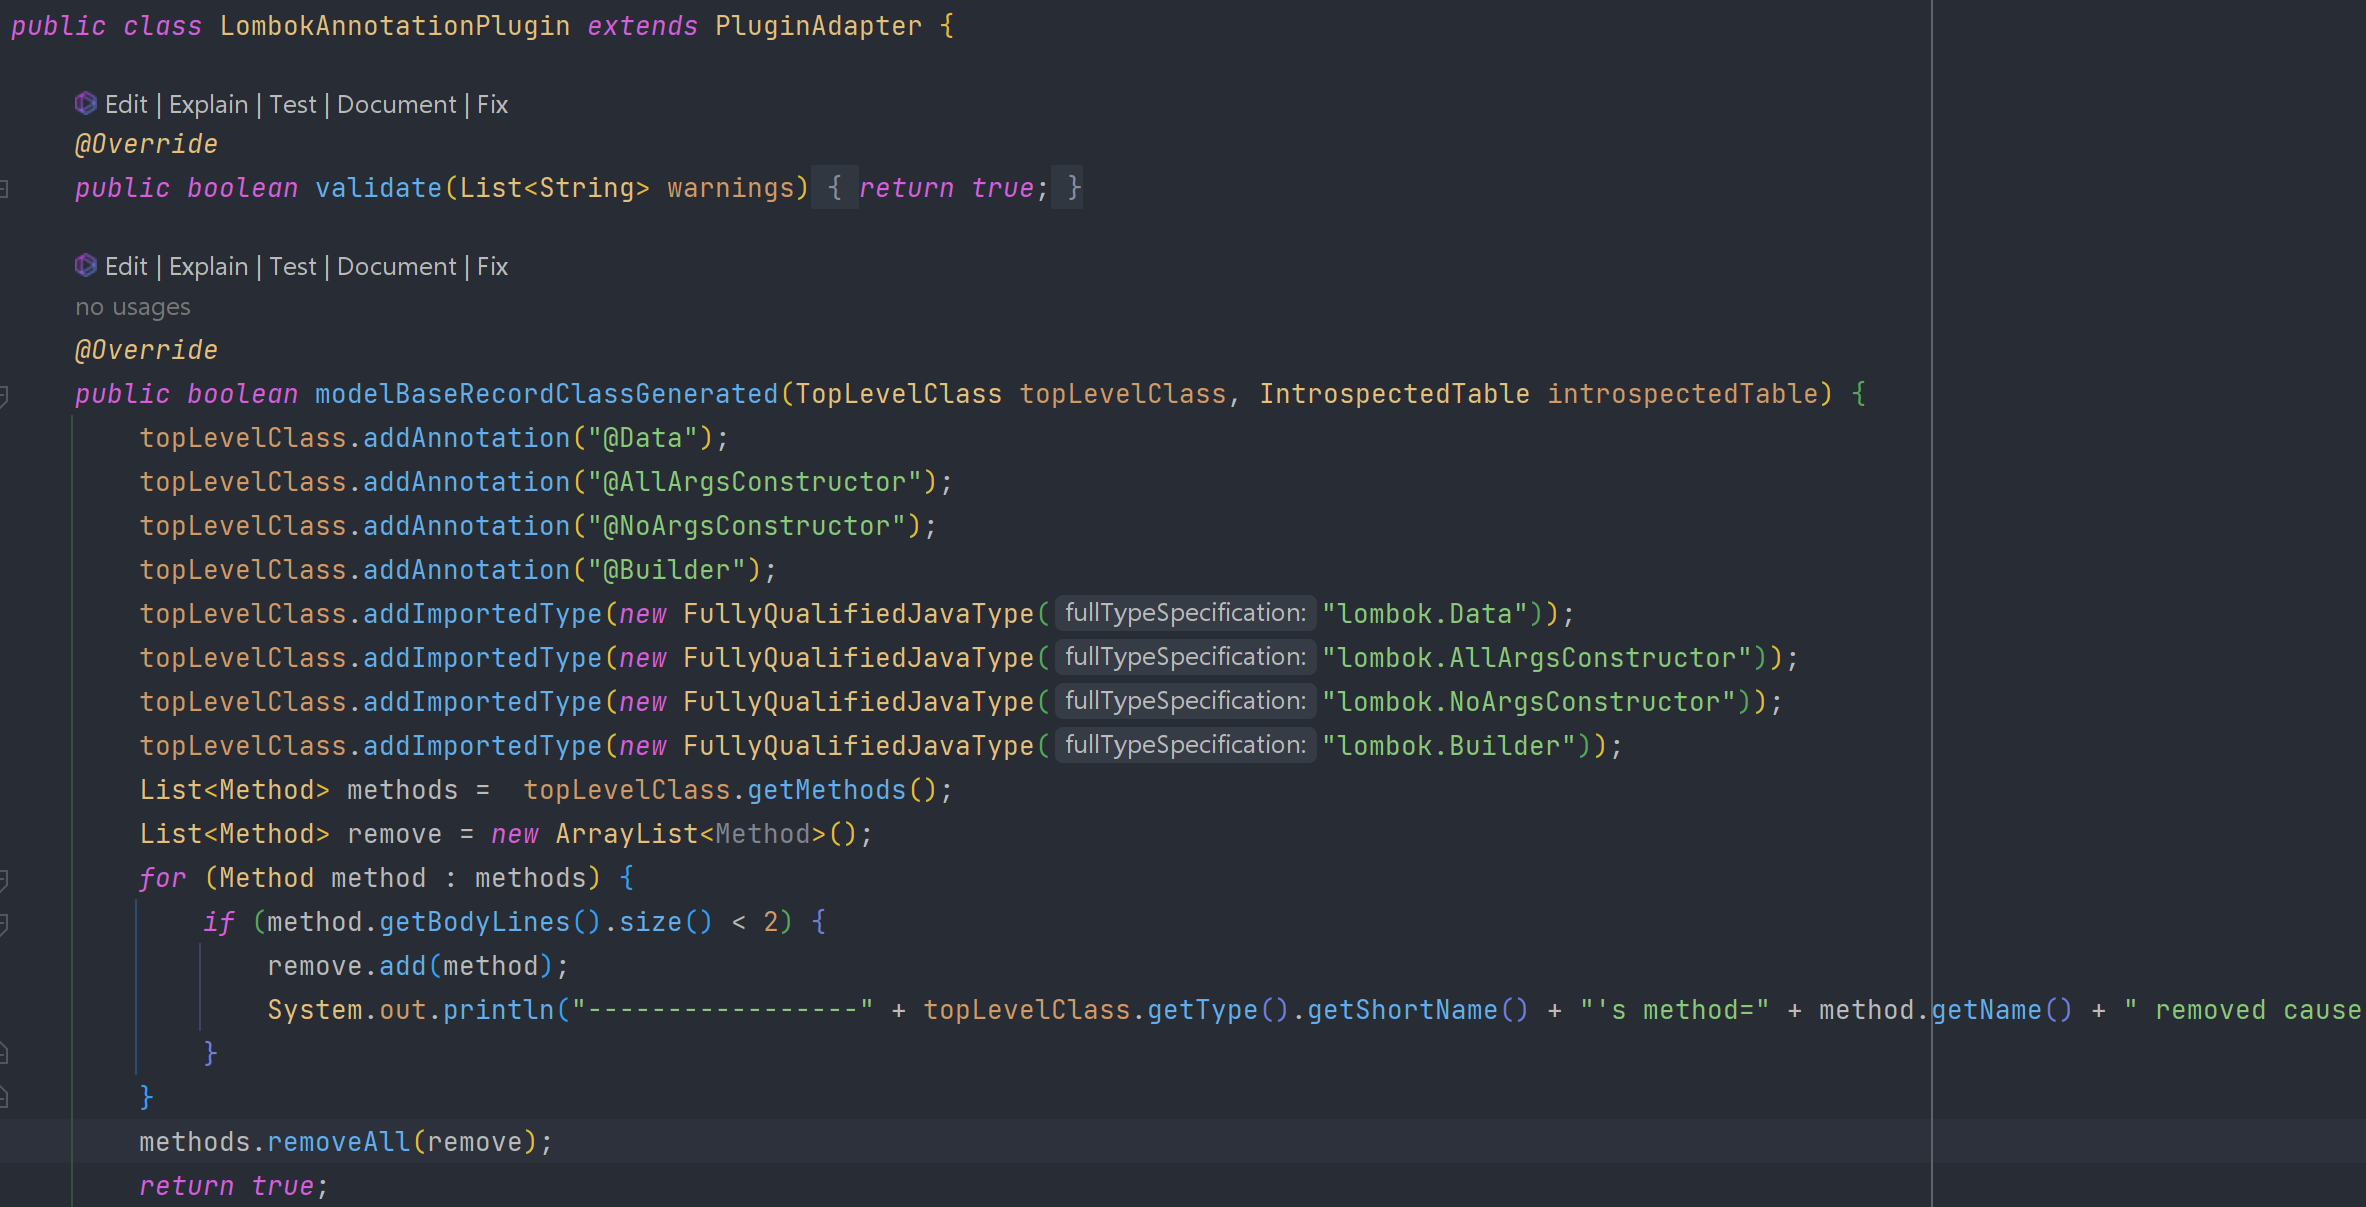 public class LombokAnnotationPlugin extends PluginAdapter {
Edit | Explain | Test | Document | Fix
@Override
public boolean validate(List<String> warnings) { return true; }
Edit | Explain | Test | Document | Fix
no usages
@Override
public boolean modelBaseRecordClassGenerated(TopLevelClass topLevelClass, IntrospectedTable introspectedTable) {
topLevelClass.addAnnotation("@Data");
topLevelClass.addAnnotation("@AllArgsConstructor");
topLevelClass.addAnnotation("@NoArgsConstructor");
topLevelClass.addAnnotation("@Builder");
topLevelClass.addImportedType(new FullyQualifiedJavaType( fullTypeSpecification: "lombok.Data"));
topLevelClass.addImportedType(new FullyQualifiedJavaType( fullTypeSpecification: "lombok.AllArgsConstructor"));
topLevelClass.addImportedType(new FullyQualifiedJavaType( fullTypeSpecification: "lombok.NoArgsConstructor"));
topLevelClass.addImportedType(new FullyQualifiedJavaType( fullTypeSpecification: "lombok.Builder"));
List<Method> methods =  topLevelClass.getMethods();
List<Method> remove = new ArrayList<Method>();
for (Method method : methods) {
if (method.getBodyLines().size() < 2) {
remove.add(method);
System.out.println("-----------------" + topLevelClass.getType().getShortName() + "'s method=" + method.getName() + " removed cause
}
}
methods.removeAll(remove);
return true;